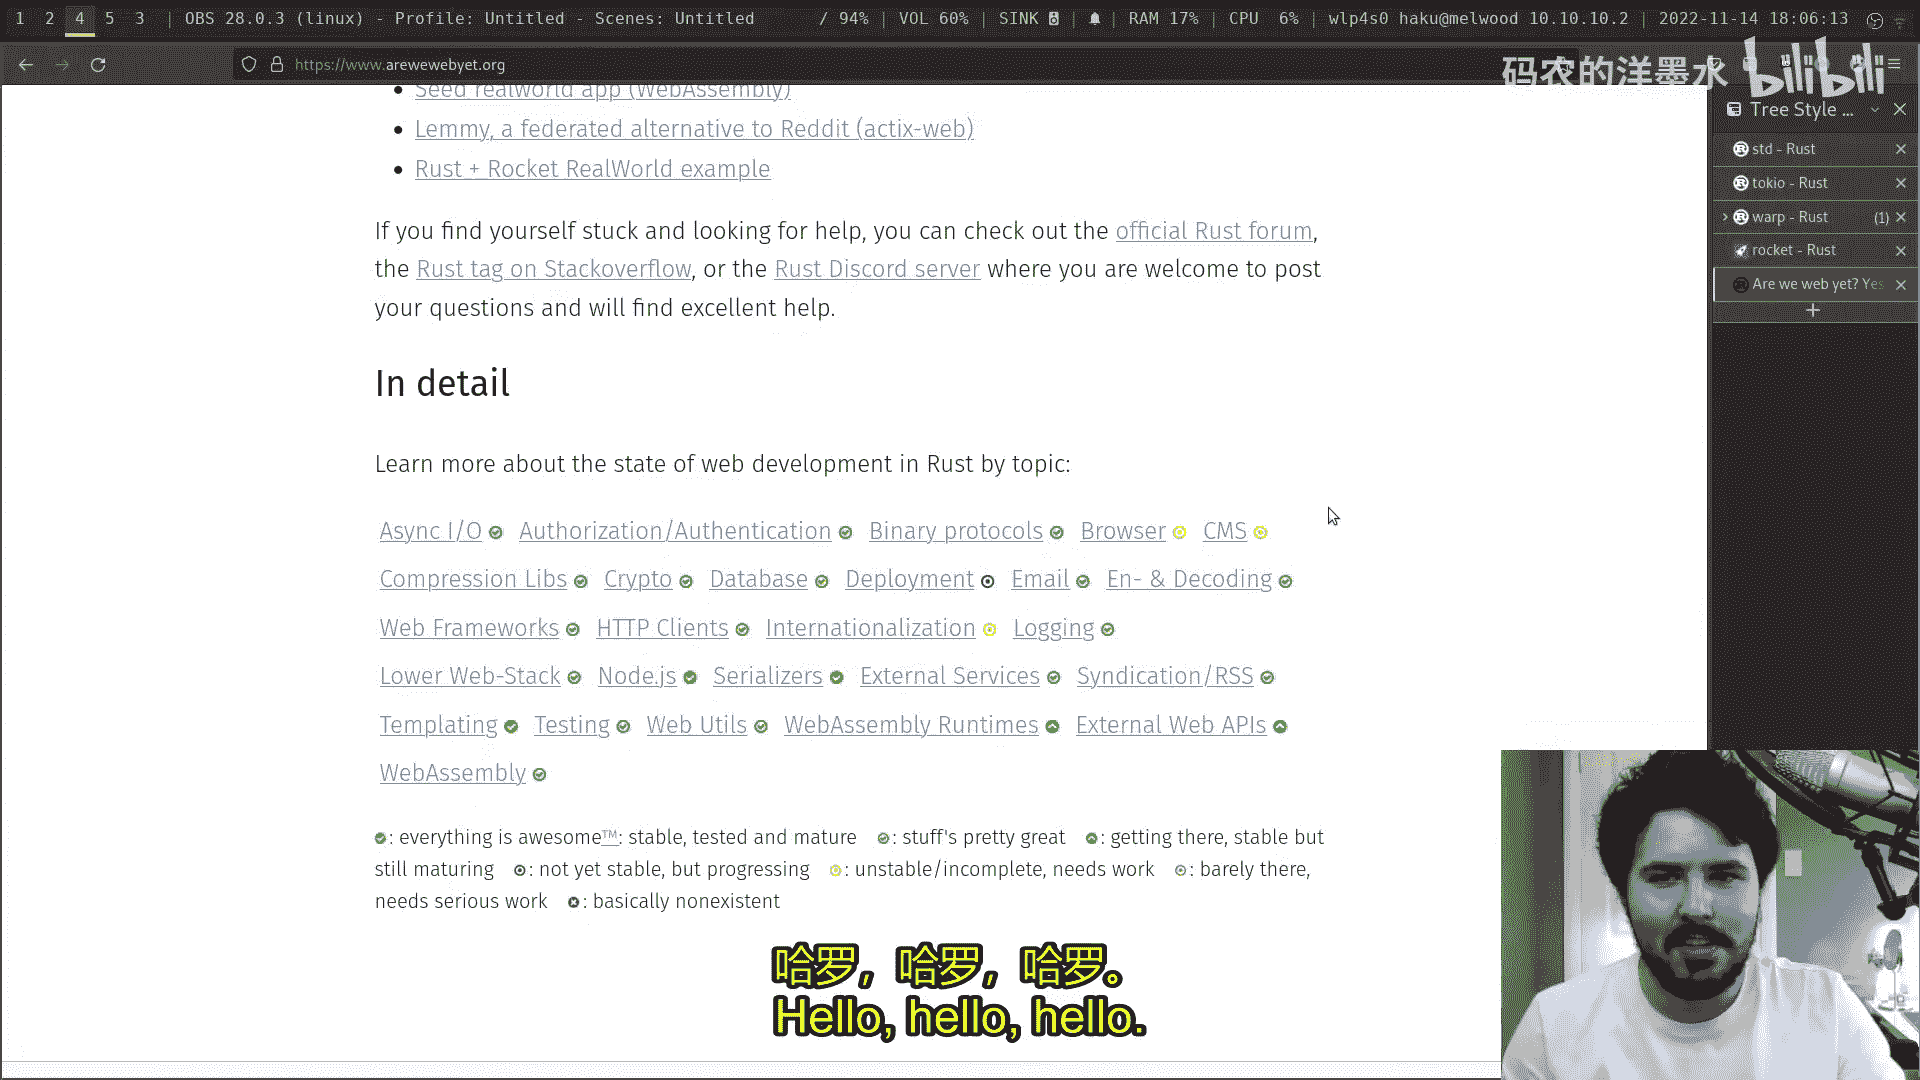 1 2 4 5 3 | OBS 28.0.3 (linux) - Profile: Untitled - Scenes: Untitled / 94% | VOL 60% | SINK | | RAM 17% | CPU 6% | wlp4s0 haku@melwood 10.10.10.2 | 2022-11-14 18:06:13
https://www.arewewebyet.org
码农的洋墨水 bilibili
Tree Style ...
std - Rust
tokio - Rust
warp - Rust (1)
rocket - Rust
Are we web yet? Yes
Seed realworld app (WebAssembly)
Lemmy, a federated alternative to Reddit (actix-web)
Rust + Rocket RealWorld example
If you find yourself stuck and looking for help, you can check out the official Rust forum,
the Rust tag on Stackoverflow, or the Rust Discord server where you are welcome to post
your questions and will find excellent help.
In detail
Learn more about the state of web development in Rust by topic:
Async I/O Authorization/Authentication Binary protocols Browser CMS
Compression Libs Crypto Database Deployment Email En- & Decoding
Web Frameworks HTTP Clients Internationalization Logging
Lower Web-Stack Node.js Serializers External Services Syndication/RSS
Templating Testing Web Utils WebAssembly Runtimes External Web APIs
WebAssembly
: everything is awesome™: stable, tested and mature : stuff's pretty great : getting there, stable but
still maturing : not yet stable, but progressing : unstable/incomplete, needs work : barely there,
needs serious work : basically nonexistent
哈罗，哈罗，哈罗。
Hello, hello, hello.